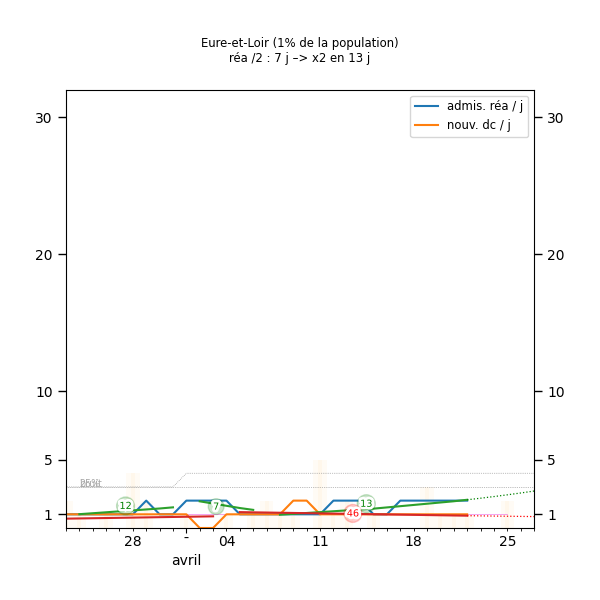 Eure-et-Loir (1% de la population)
réa /2 : 7 j –> x2 en 13 j
admis. réa / j
nouv. dc / j
30 30
20 20
10 10
5 5
1 1
12 7 46 13
28 - 04 11 18 25
avril